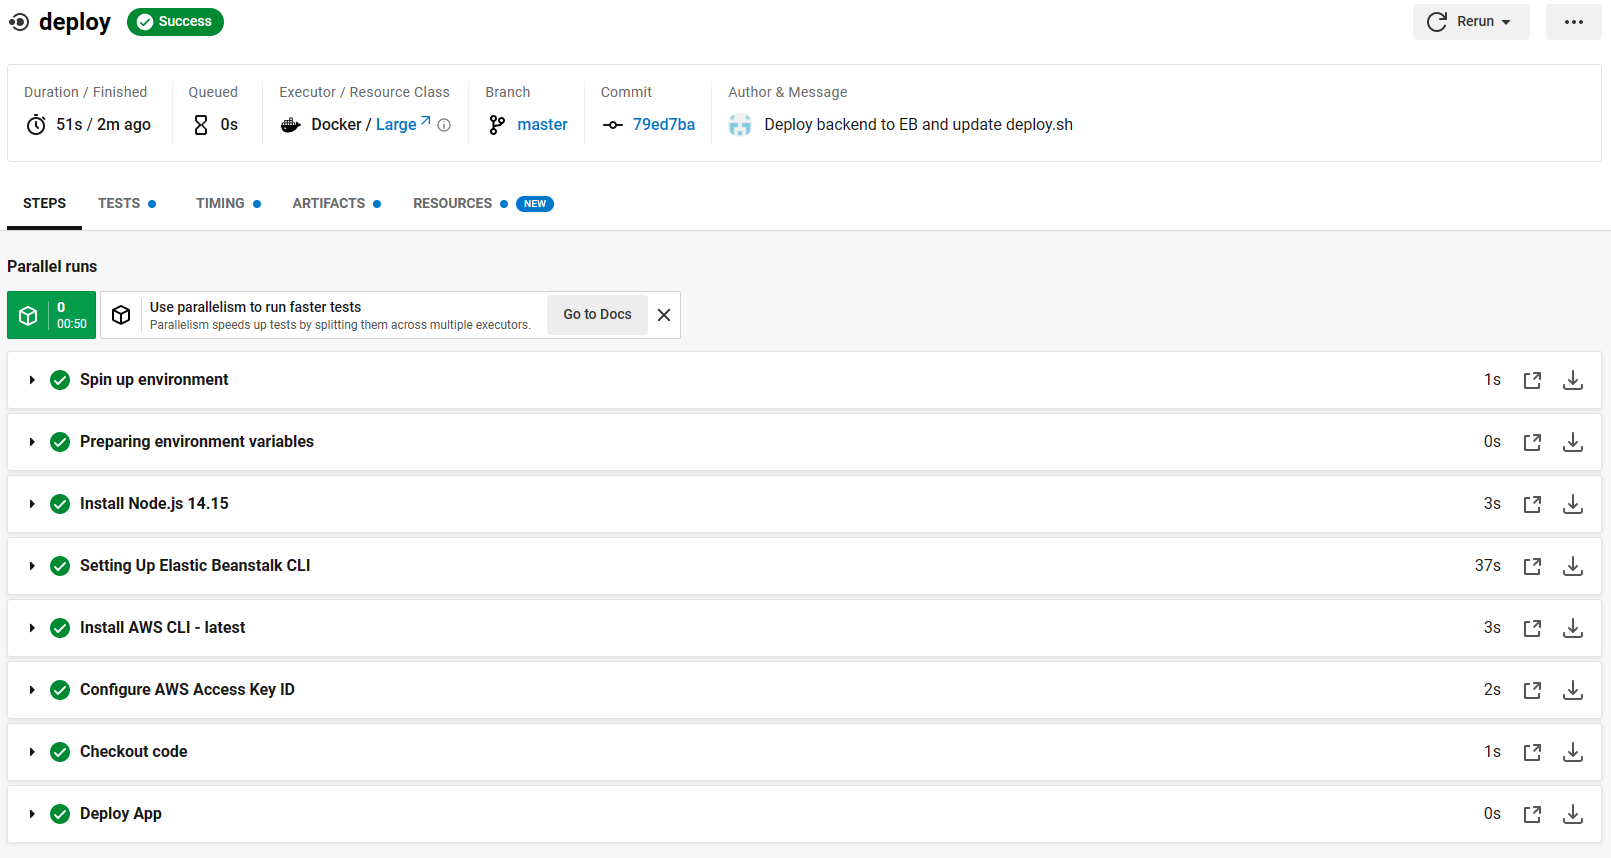 deploy Success Rerun
Duration / Finished Queued Executor / Resource Class Branch Commit Author & Message
51s / 2m ago 0s Docker / Large master 79ed7ba Deploy backend to EB and update deploy.sh
STEPS TESTS TIMING ARTIFACTS RESOURCES NEW
Parallel runs
0
00:50
Use parallelism to run faster tests
Parallelism speeds up tests by splitting them across multiple executors.
Go to Docs
Spin up environment 1s
Preparing environment variables 0s
Install Node.js 14.15 3s
Setting Up Elastic Beanstalk CLI 37s
Install AWS CLI - latest 3s
Configure AWS Access Key ID 2s
Checkout code 1s
Deploy App 0s